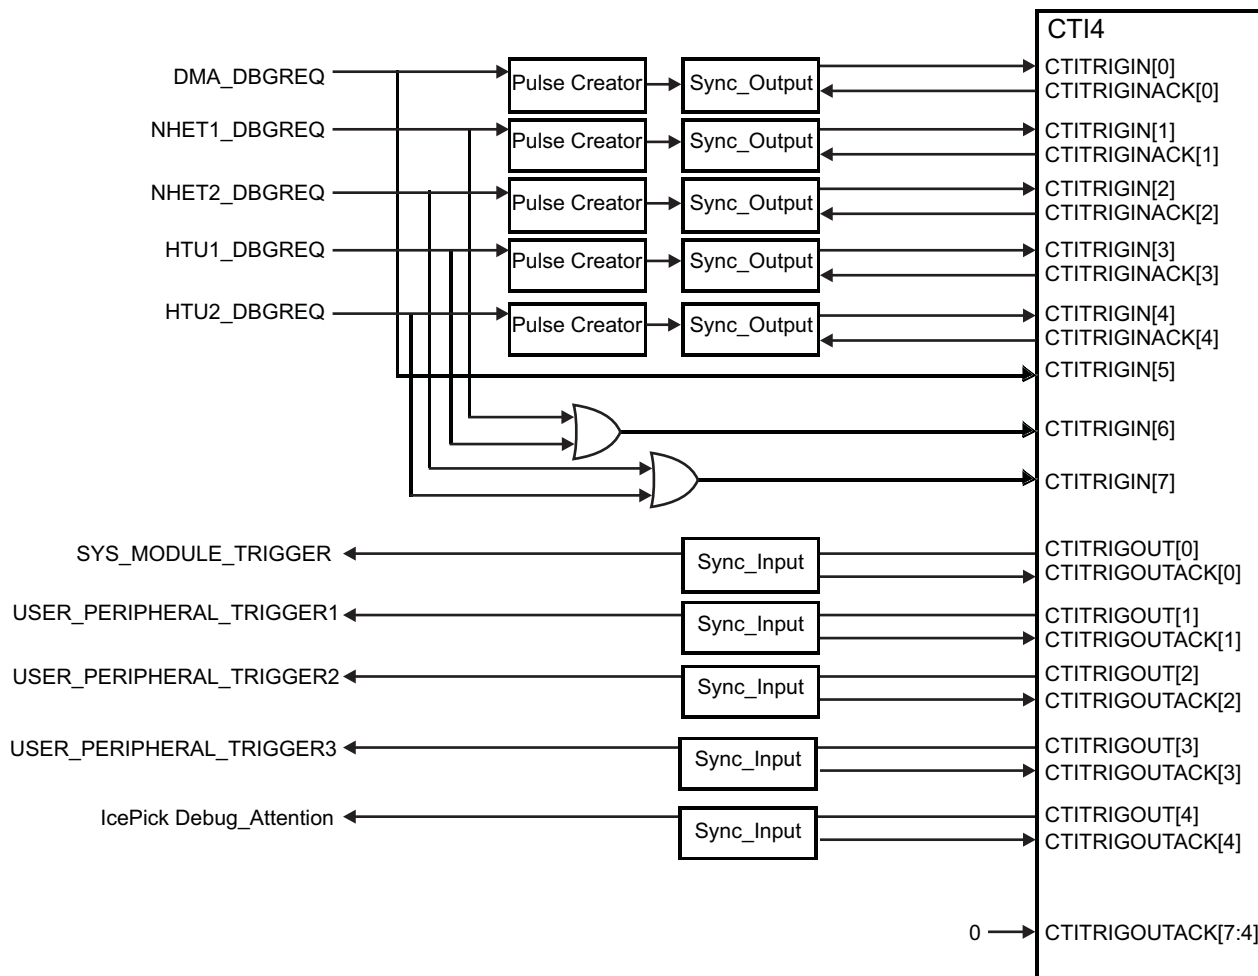 CTI4
DMA_DBGREQ
Pulse Creator
Sync_Output
CTITRIGIN[0]
CTITRIGINACK[0]
NHET1_DBGREQ
Pulse Creator
Sync_Output
CTITRIGIN[1]
CTITRIGINACK[1]
NHET2_DBGREQ
Pulse Creator
Sync_Output
CTITRIGIN[2]
CTITRIGINACK[2]
HTU1_DBGREQ
Pulse Creator
Sync_Output
CTITRIGIN[3]
CTITRIGINACK[3]
HTU2_DBGREQ
Pulse Creator
Sync_Output
CTITRIGIN[4]
CTITRIGINACK[4]
CTITRIGIN[5]
CTITRIGIN[6]
CTITRIGIN[7]
SYS_MODULE_TRIGGER
Sync_Input
CTITRIGOUT[0]
CTITRIGOUTACK[0]
USER_PERIPHERAL_TRIGGER1
Sync_Input
CTITRIGOUT[1]
CTITRIGOUTACK[1]
USER_PERIPHERAL_TRIGGER2
Sync_Input
CTITRIGOUT[2]
CTITRIGOUTACK[2]
USER_PERIPHERAL_TRIGGER3
Sync_Input
CTITRIGOUT[3]
CTITRIGOUTACK[3]
IcePick Debug_Attention
Sync_Input
CTITRIGOUT[4]
CTITRIGOUTACK[4]
0
CTITRIGOUTACK[7:4]